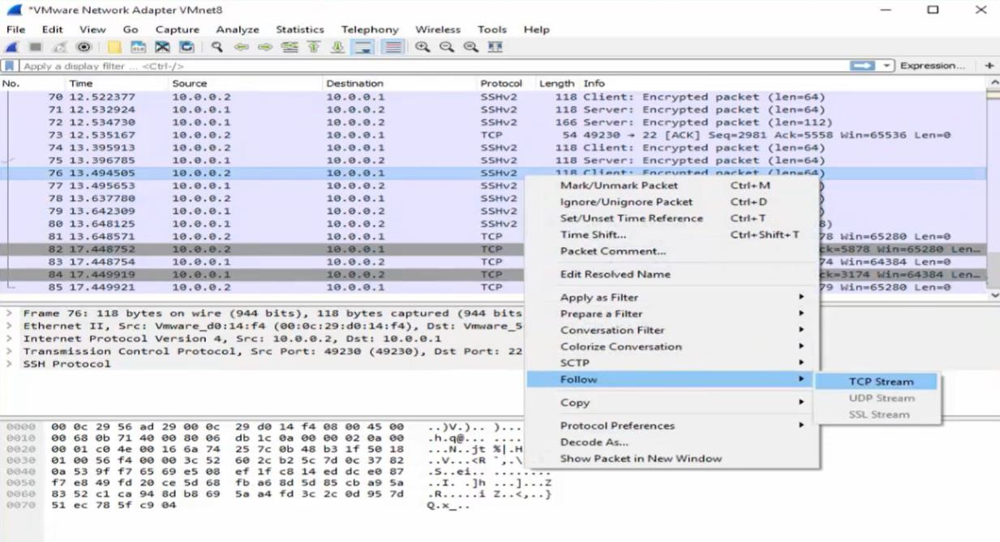 *VMware Network Adapter VMnet8
File Edit View Go Capture Analyze Statistics Telephony Wireless Tools Help
Apply a display filter ... <Ctrl-/> Expression... +
No. Time Source Destination Protocol Length Info
70 12.522377 10.0.0.2 10.0.0.1 SSHv2 118 Client: Encrypted packet (len=64)
71 12.532924 10.0.0.1 10.0.0.2 SSHv2 118 Server: Encrypted packet (len=64)
72 12.534730 10.0.0.1 10.0.0.2 SSHv2 166 Server: Encrypted packet (len=112)
73 12.535167 10.0.0.2 10.0.0.1 TCP 54 49230 → 22 [ACK] Seq=2981 Ack=5558 Win=65536 Len=0
74 13.395913 10.0.0.2 10.0.0.1 SSHv2 118 Client: Encrypted packet (len=64)
75 13.396785 10.0.0.1 10.0.0.2 SSHv2 118 Server: Encrypted packet (len=64)
76 13.494505 10.0.0.2 10.0.0.1 SSHv2 118 Client: Encrypted packet (len=64)
77 13.495653 10.0.0.1 10.0.0.2 SSHv2 )
78 13.637780 10.0.0.2 10.0.0.1 SSHv2 )
79 13.642309 10.0.0.1 10.0.0.2 SSHv2 )
80 13.648125 10.0.0.1 10.0.0.2 SSHv2 8)
81 13.648571 10.0.0.2 10.0.0.1 TCP 78 Win=65280 Len=0
82 17.448752 10.0.0.2 10.0.0.1 TCP ck=5878 Win=65280 Len…
83 17.448754 10.0.0.1 10.0.0.2 TCP 74 Win=64384 Len=0
84 17.449919 10.0.0.1 10.0.0.2 TCP ck=3174 Win=64384 Len…
85 17.449921 10.0.0.2 10.0.0.1 TCP 79 Win=65280 Len=0
Mark/Unmark Packet Ctrl+M
Ignore/Unignore Packet Ctrl+D
Set/Unset Time Reference Ctrl+T
Time Shift... Ctrl+Shift+T
Packet Comment...
Edit Resolved Name
Apply as Filter
Prepare a Filter
Conversation Filter
Colorize Conversation
SCTP
Follow
Copy
Protocol Preferences
Decode As...
Show Packet in New Window
TCP Stream
UDP Stream
SSL Stream
> Frame 76: 118 bytes on wire (944 bits), 118 bytes captured (944 bits
> Ethernet II, Src: Vmware_d0:14:f4 (00:0c:29:d0:14:f4), Dst: Vmware_5
> Internet Protocol Version 4, Src: 10.0.0.2, Dst: 10.0.0.1
> Transmission Control Protocol, Src Port: 49230 (49230), Dst Port: 22
> SSH Protocol
0000 00 0c 29 56 ad 29 00 0c 29 d0 14 f4 08 00 45 00 ..)V.).. )...
0010 00 68 0b 71 40 00 80 06 db 1c 0a 00 00 02 0a 00 .h.q@... ....
0020 00 01 c0 4e 00 16 6a 74 25 7c 0b 48 b3 1f 50 18 ...N..jt %|.H
0030 01 00 56 f4 00 00 3c 52 60 2c b2 5c 7d 0c 37 82 ..V...<R `,.\
0040 0a 53 9f f7 65 69 e5 08 ef 1f c8 14 ed dc e0 87 .S..ei.. ........
0050 f7 e8 49 fd 20 ce 5d 68 fb a6 8d 5d 85 cb a9 5a ..I. .]h ...]...Z
0060 83 52 c1 ca 94 8d b8 69 5a a4 fd 3c 2c 0d 95 7d .R.....i Z..<,..}
0070 51 ec 78 5f c9 04 Q.x_..